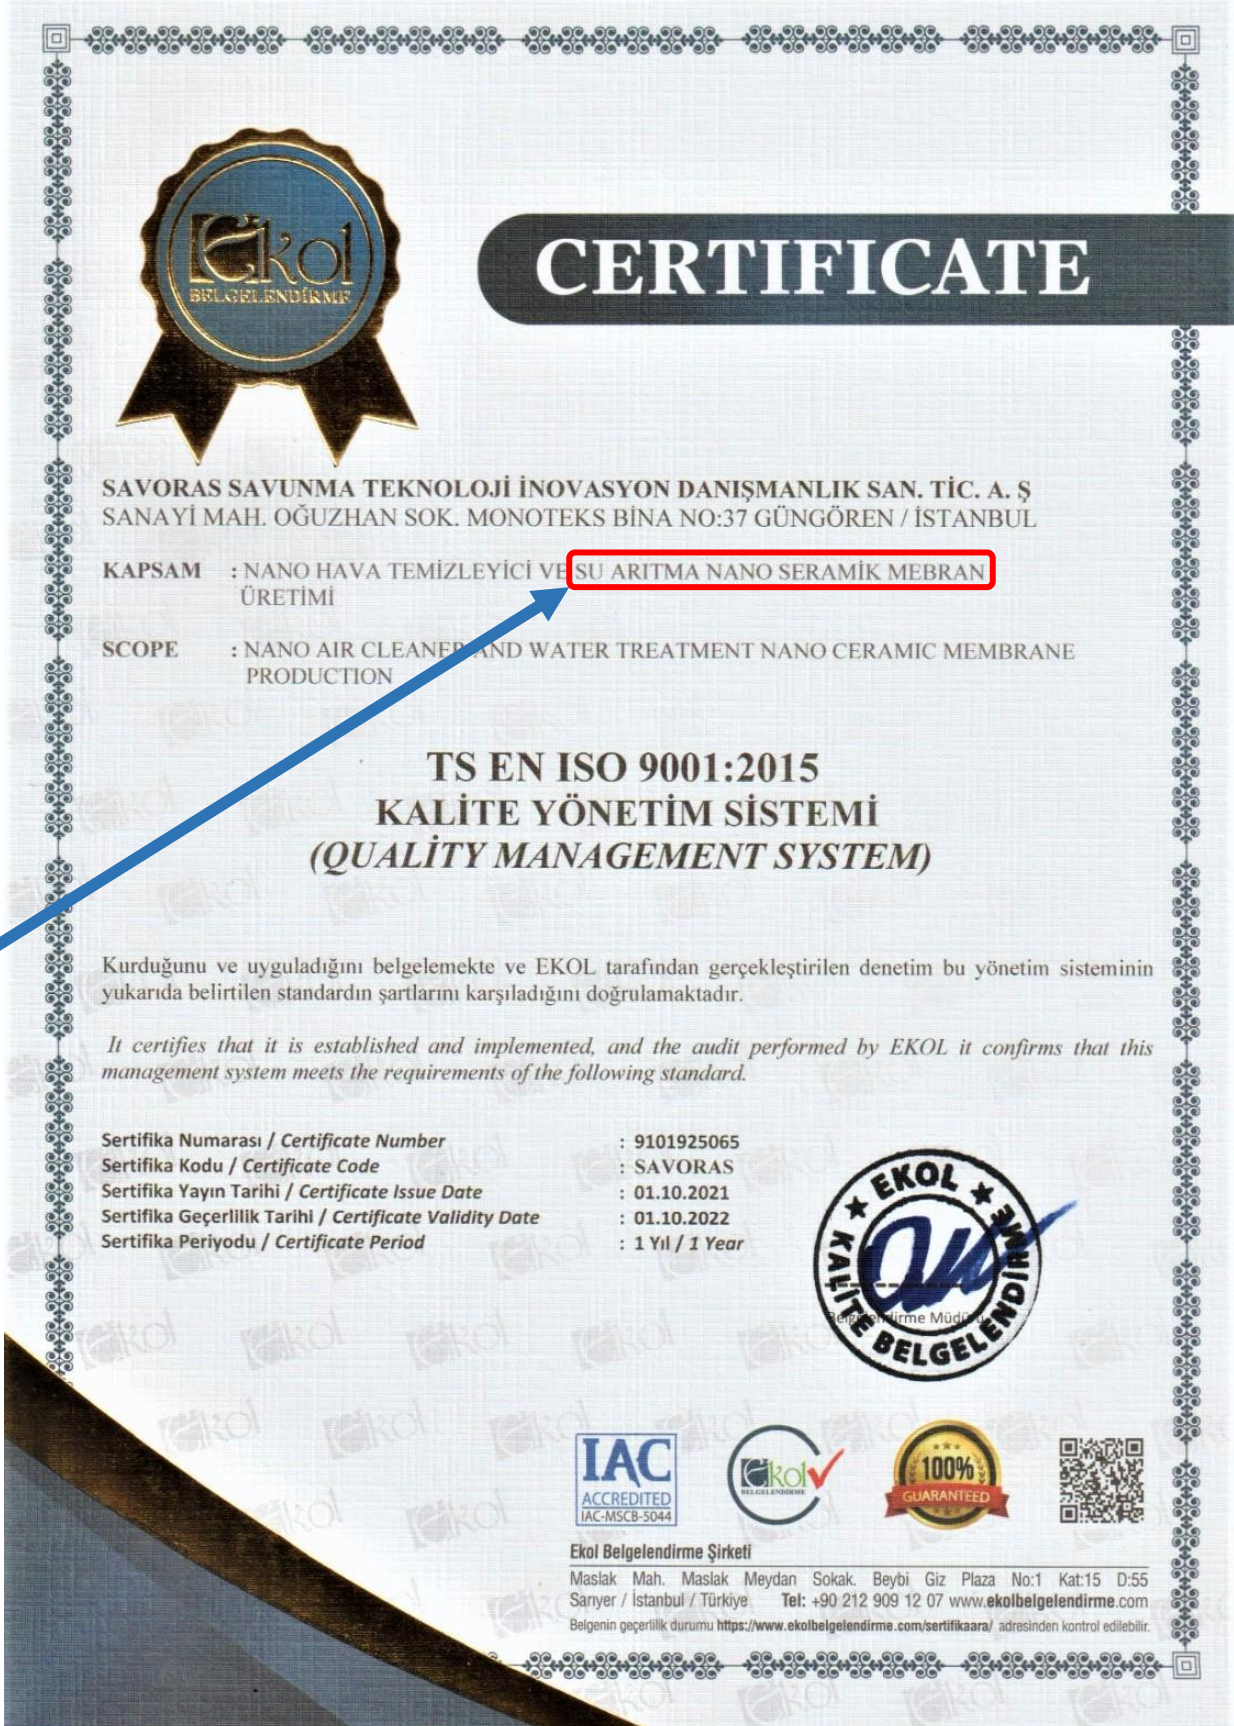 Ekol
BELGELENDİRME
CERTIFICATE
SAVORAS SAVUNMA TEKNOLOJİ İNOVASYON DANIŞMANLIK SAN. TİC. A. Ş
SANAYİ MAH. OĞUZHAN SOK. MONOTEKS BİNA NO:37 GÜNGÖREN / İSTANBUL
KAPSAM : NANO HAVA TEMİZLEYİCİ VE SU ARITMA NANO SERAMİK MEBRAN
ÜRETİMİ
SCOPE : NANO AIR CLEANER AND WATER TREATMENT NANO CERAMIC MEMBRANE
PRODUCTION
TS EN ISO 9001:2015
KALİTE YÖNETİM SİSTEMİ
(QUALİTY MANAGEMENT SYSTEM)
Kurduğunu ve uyguladığını belgelemekte ve EKOL tarafından gerçekleştirilen denetim bu yönetim sisteminin
yukarıda belirtilen standardın şartlarını karşıladığını doğrulamaktadır.
It certifies that it is established and implemented, and the audit performed by EKOL it confirms that this
management system meets the requirements of the following standard.
Sertifika Numarası / Certificate Number : 9101925065
Sertifika Kodu / Certificate Code : SAVORAS
Sertifika Yayın Tarihi / Certificate Issue Date : 01.10.2021
Sertifika Geçerlilik Tarihi / Certificate Validity Date : 01.10.2022
Sertifika Periyodu / Certificate Period : 1 Yıl / 1 Year
EKOL
KALİTE BELGELENDİRME
Belgelendirme Müdürü
IAC
ACCREDITED
IAC-MSCB-5044
Ekol
BELGELENDİRME
100%
GUARANTEED
Ekol Belgelendirme Şirketi
Maslak Mah. Maslak Meydan Sokak. Beybi Giz Plaza No:1 Kat:15 D:55
Sarıyer / İstanbul / Türkiye Tel: +90 212 909 12 07 www.ekolbelgelendirme.com
Belgenin geçerlilik durumu https://www.ekolbelgelendirme.com/sertifikaara/ adresinden kontrol edilebilir.